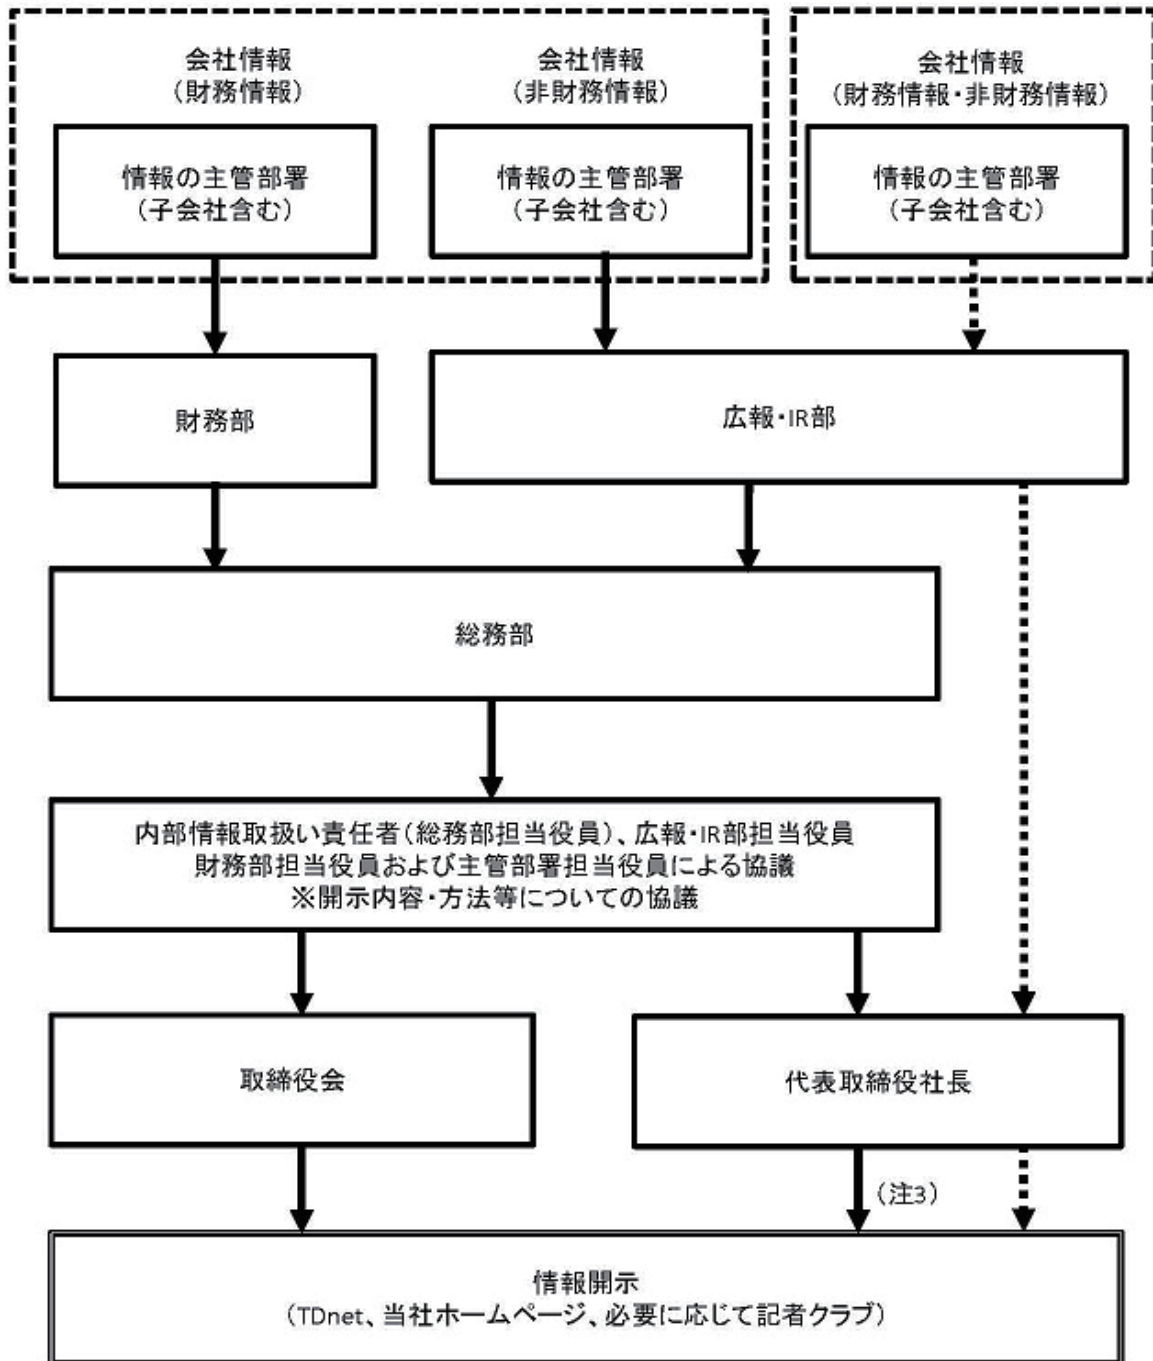 会社情報
（財務情報）
会社情報
（非財務情報）
会社情報
（財務情報・非財務情報）
情報の主管部署
（子会社含む）
情報の主管部署
（子会社含む）
情報の主管部署
（子会社含む）
財務部
広報・IR部
総務部
内部情報取扱い責任者（総務部担当役員）、広報・IR部担当役員
財務部担当役員および主管部署担当役員による協議
※開示内容・方法等についての協議
取締役会
代表取締役社長
（注3）
情報開示
（TDnet、当社ホームページ、必要に応じて記者クラブ）